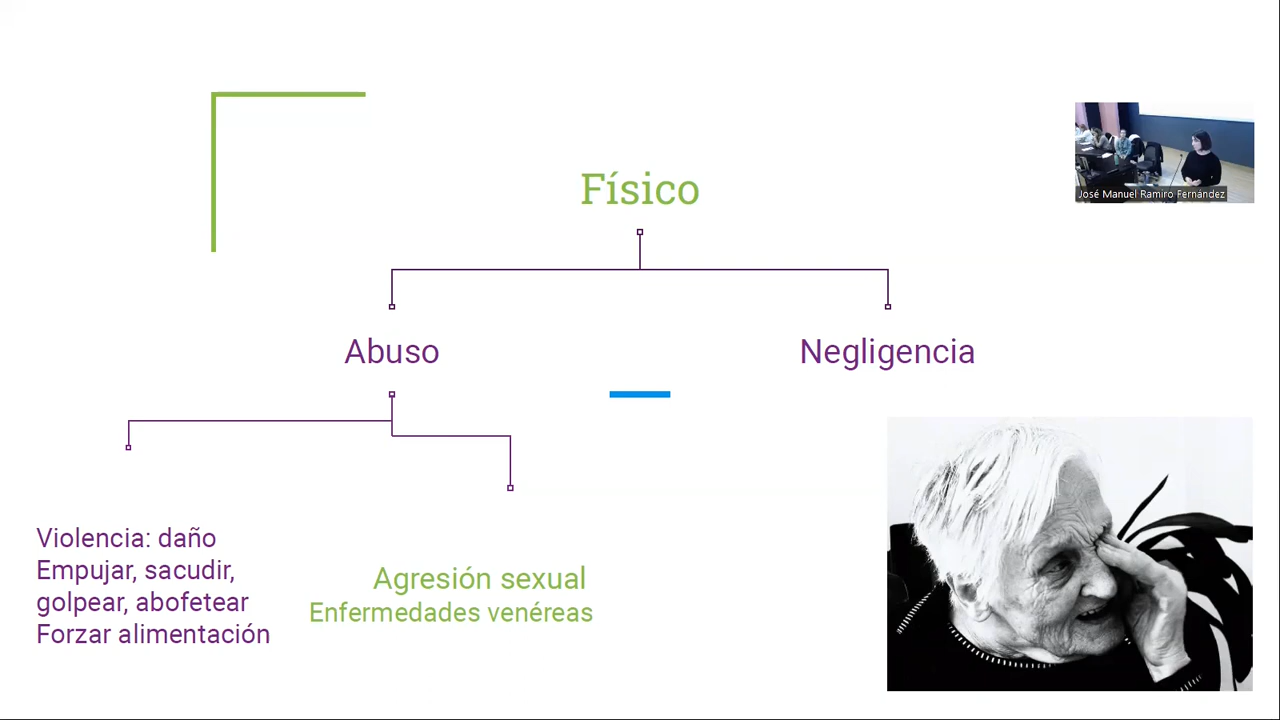 Físico
José Manuel Ramiro Fernández
Abuso
Negligencia
Violencia: daño
Empujar, sacudir,
golpear, abofetear
Forzar alimentación
Agresión sexual
Enfermedades venéreas